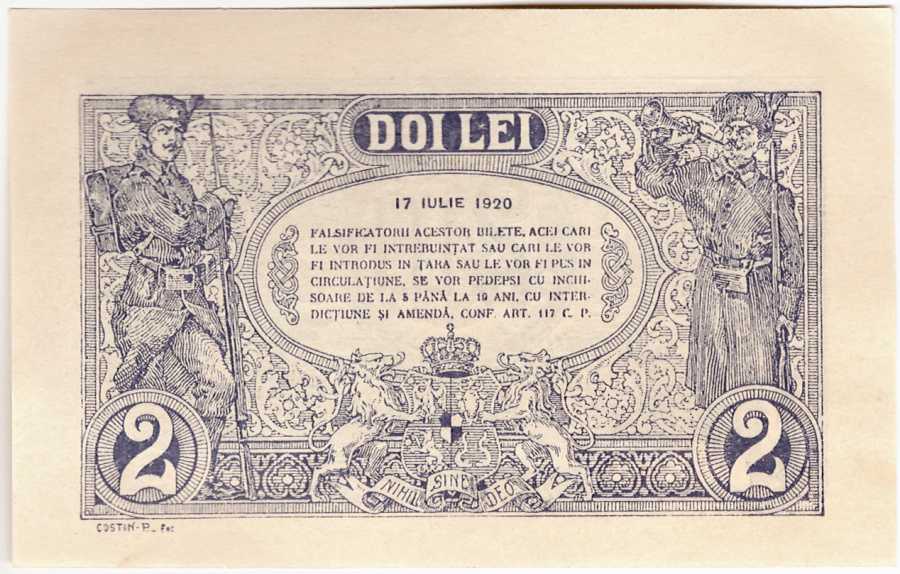 DOI LEI
17 IULIE 1920
FALSIFICATORII ACESTOR BILETE, ACEI CARI
LE VOR FI INTREBUINȚAT SAU CARI LE VOR
FI INTRODUS IN ȚARA SAU LE VOR FI PUS IN
CIRCULAȚIUNE, SE VOR PEDEPSI CU INCHI-
SOARE DE LA 5 PÂNĂ LA 10 ANI, CU INTER-
DICȚIUNE ȘI AMENDĂ, CONF. ART. 117 C. P.
2 2
NIHIL SINE DEO
COSTIN-P. Fec